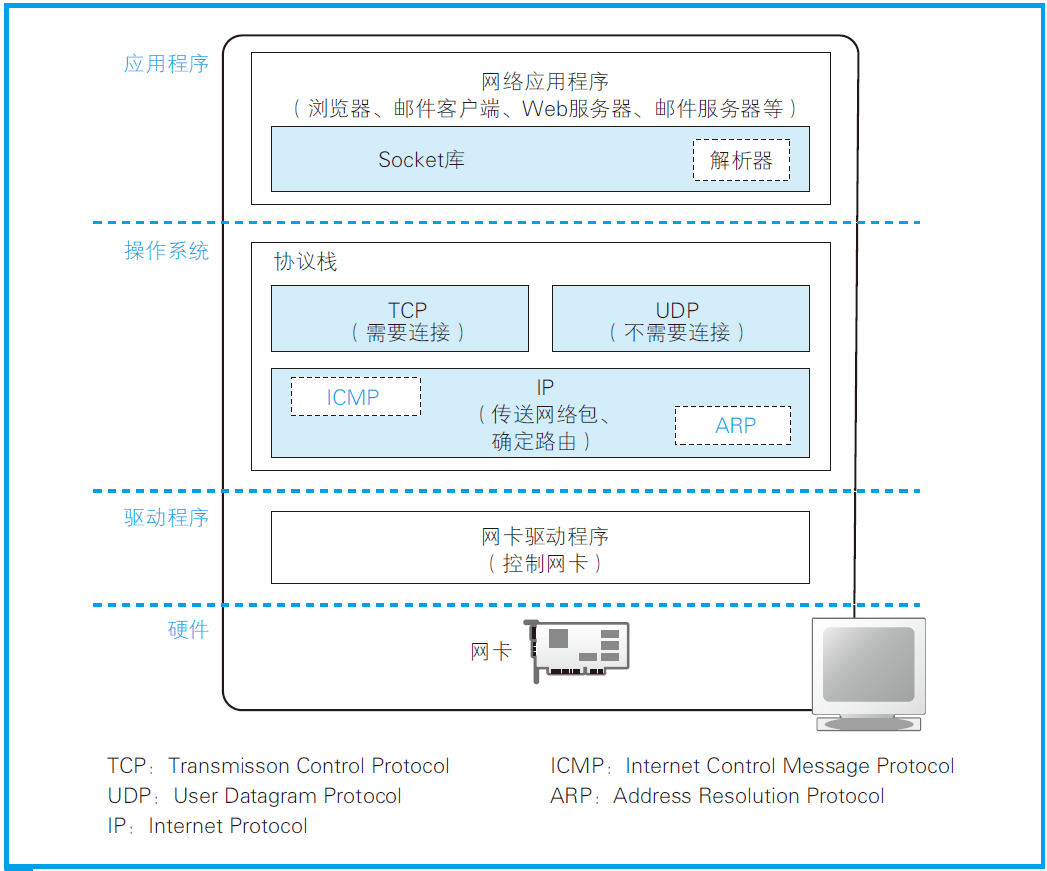 应用程序
网络应用程序
（浏览器、邮件客户端、Web服务器、邮件服务器等）
Socket库
解析器
操作系统
协议栈
TCP
（需要连接）
UDP
（不需要连接）
ICMP
IP
（传送网络包、
确定路由）
ARP
驱动程序
网卡驱动程序
（控制网卡）
硬件
网卡
TCP：Transmisson Control Protocol
UDP：User Datagram Protocol
IP：Internet Protocol
ICMP：Internet Control Message Protocol
ARP：Address Resolution Protocol